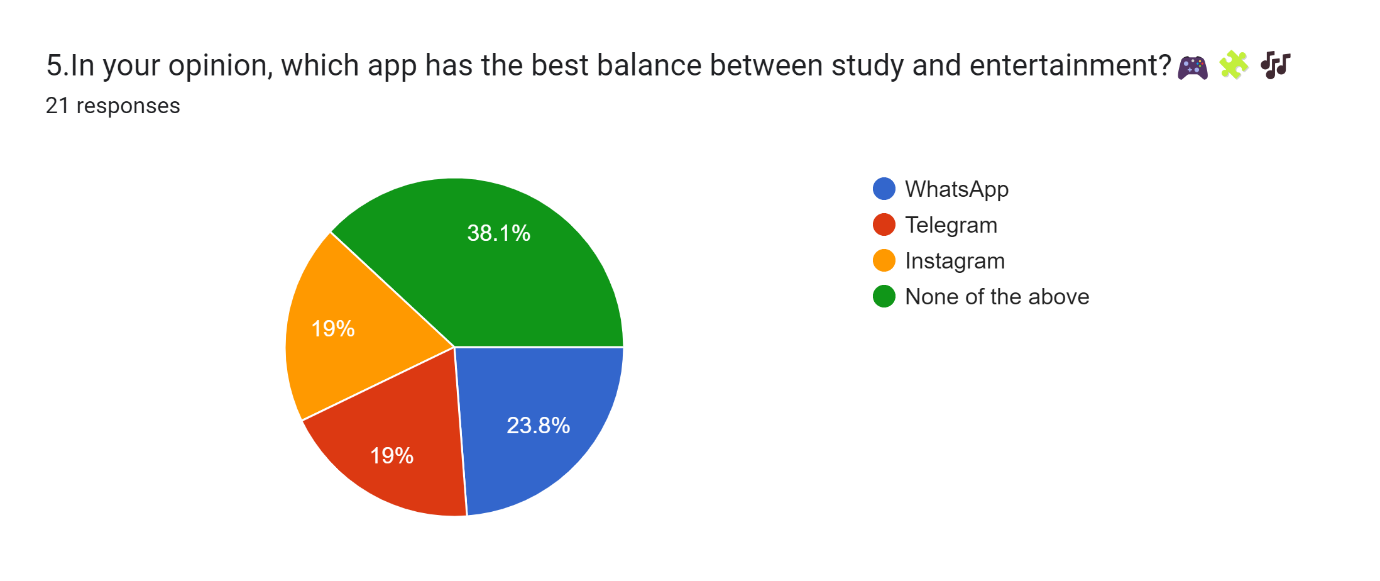 5.In your opinion, which app has the best balance between study and entertainment?🎮 🧩 🎶
21 responses
38.1%
19%
19%
23.8%
WhatsApp
Telegram
Instagram
None of the above